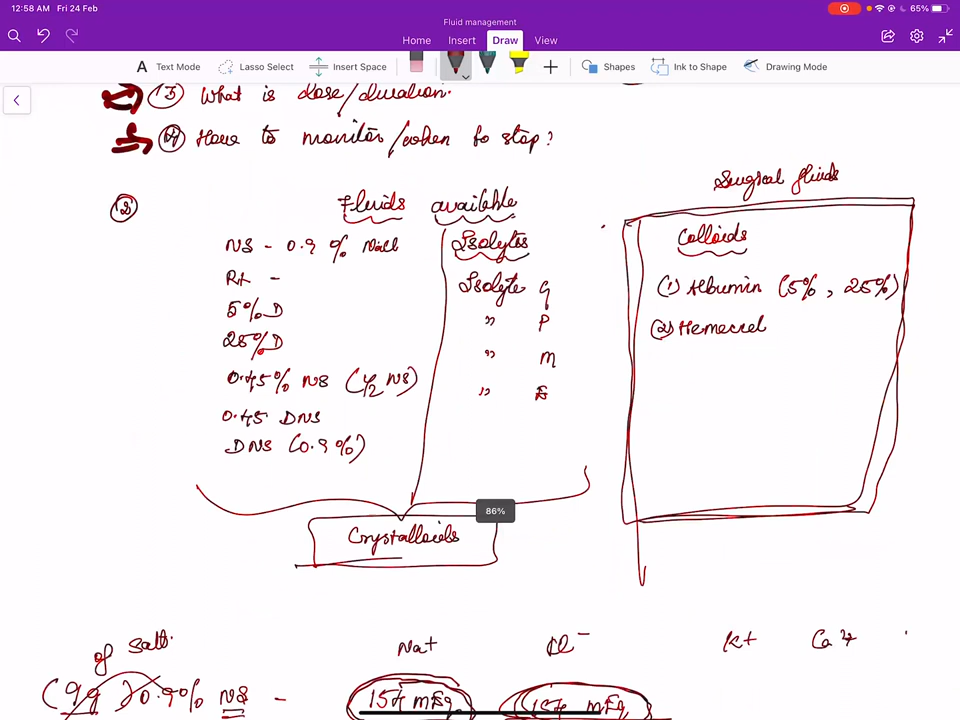 12:58 AM Fri 24 Feb
65%
Fluid management
Home Insert Draw View
Text Mode Lasso Select Insert Space Shapes Ink to Shape Drawing Mode
(3) What is dose/duration.
(4) How to monitor/when to stop?
Surgical fluids
(2) Fluids available
NS - 0.9 % NaCl
RL -
5% D
25% D
0.45% NS (1/2 NS)
0.45 DNS
DNS (0.9%)
Isolytes
Isolyte G
" P
" M
" E
Colloids
(1) Albumin (5%, 25%)
(2) Hemeccel
86%
Crystalloids
of salt. Na+ Cl- K+ Ca++
(9g) 0.9% NS - 154 mEq 154 mEq